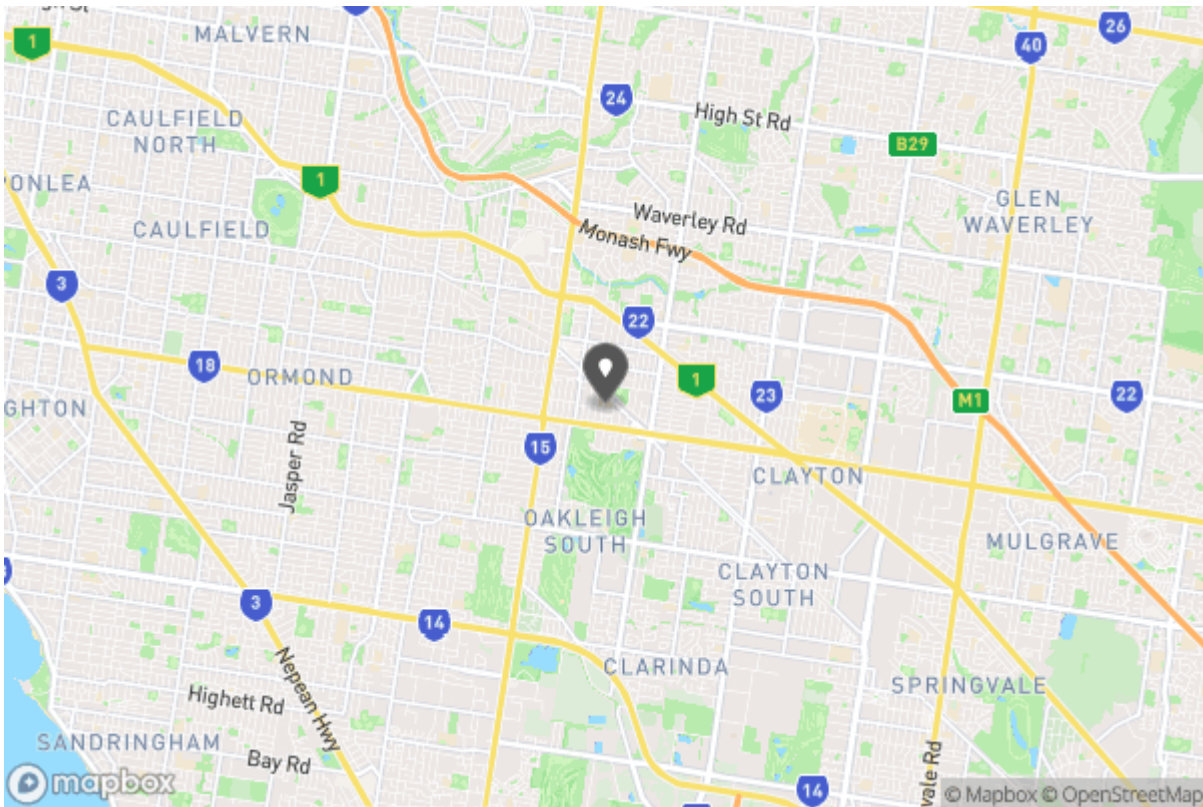 1
MALVERN
26
40
24
High St Rd
CAULFIELD
NORTH
B29
1
GLEN
WAVERLEY
CAULFIELD
Waverley Rd
Monash Fwy
3
22
18
ORMOND
1
23
M1
22
Jasper Rd
15
CLAYTON
OAKLEIGH
SOUTH
MULGRAVE
CLAYTON
SOUTH
3
14
CLARINDA
Nepean Hwy
Highett Rd
SPRINGVALE
SANDRINGHAM
Bay Rd
vale Rd
14
mapbox
© Mapbox © OpenStreetMap